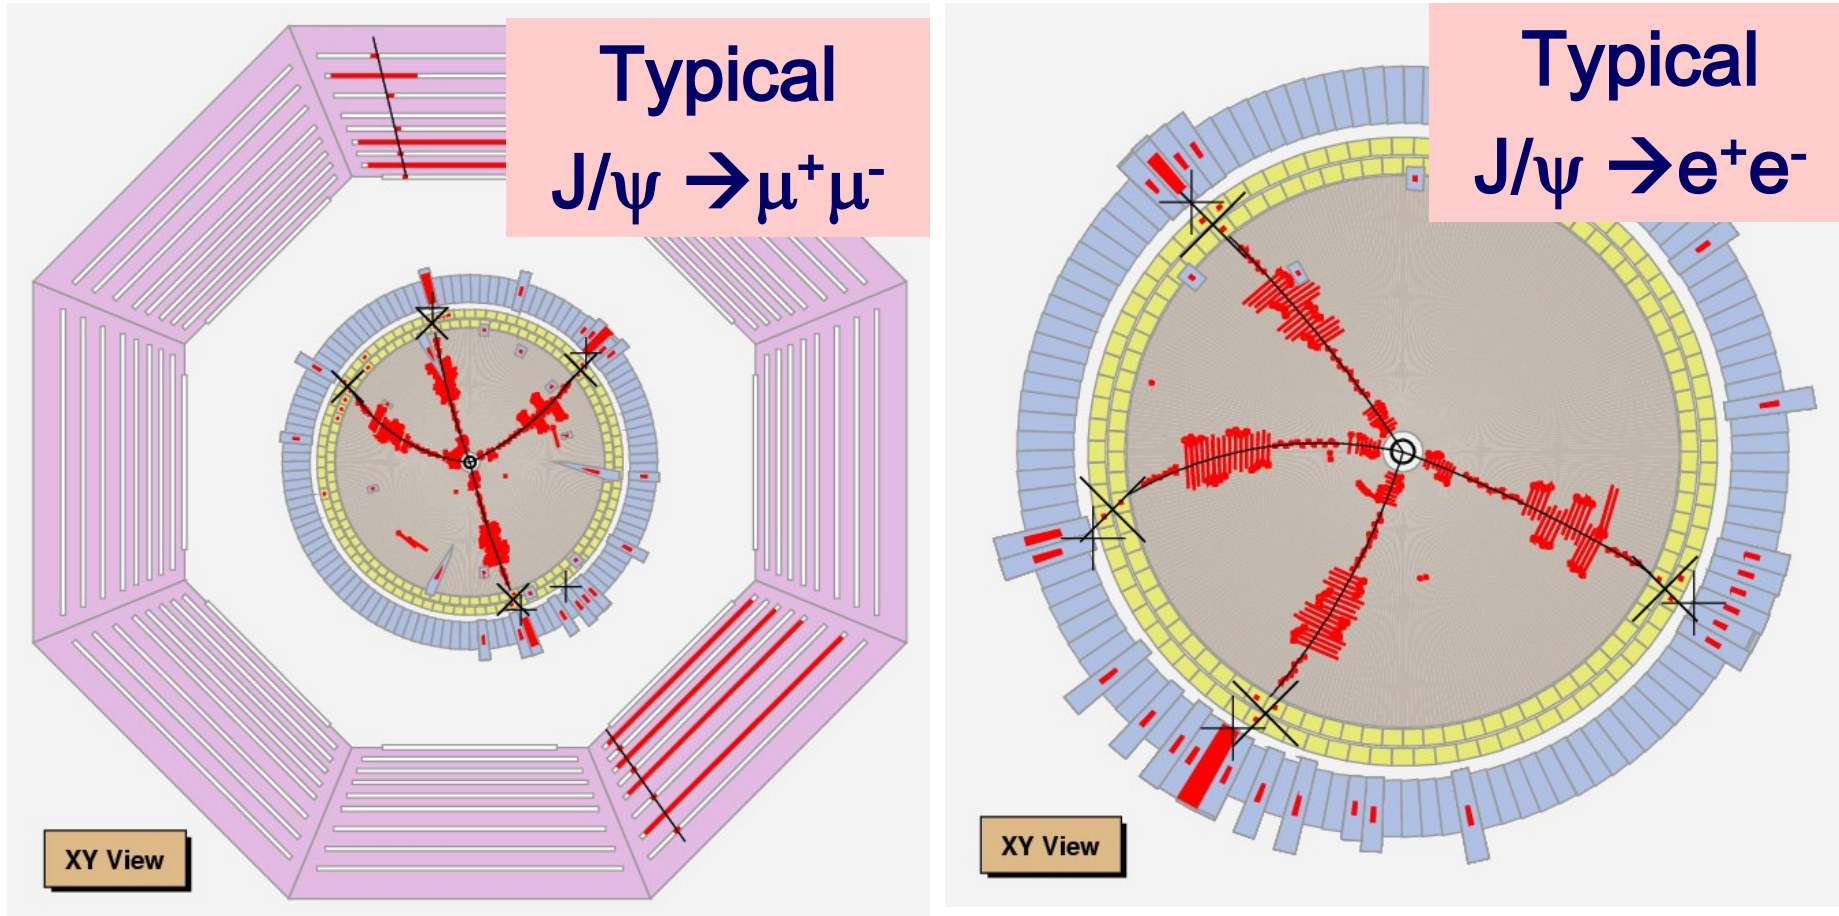 Typical
J/ψ →μ⁺μ⁻
XY View
Typical
J/ψ →e⁺e⁻
XY View